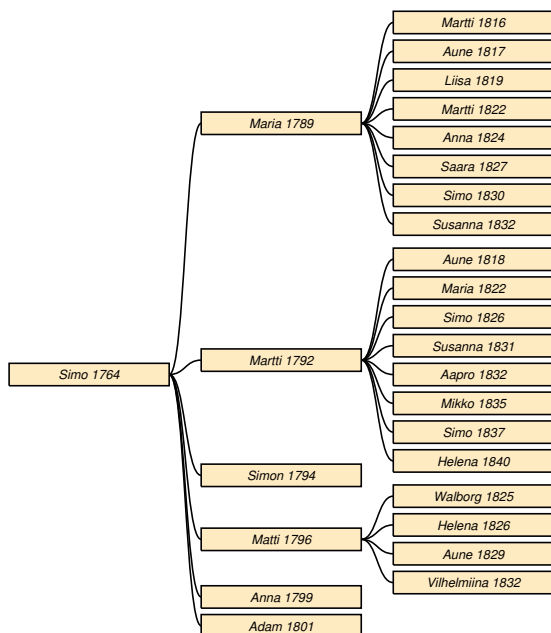 Simo 1764
Maria 1789
Martti 1816
Aune 1817
Liisa 1819
Martti 1822
Anna 1824
Saara 1827
Simo 1830
Susanna 1832
Martti 1792
Aune 1818
Maria 1822
Simo 1826
Susanna 1831
Aapro 1832
Mikko 1835
Simo 1837
Helena 1840
Simon 1794
Matti 1796
Walborg 1825
Helena 1826
Aune 1829
Vilhelmiina 1832
Anna 1799
Adam 1801